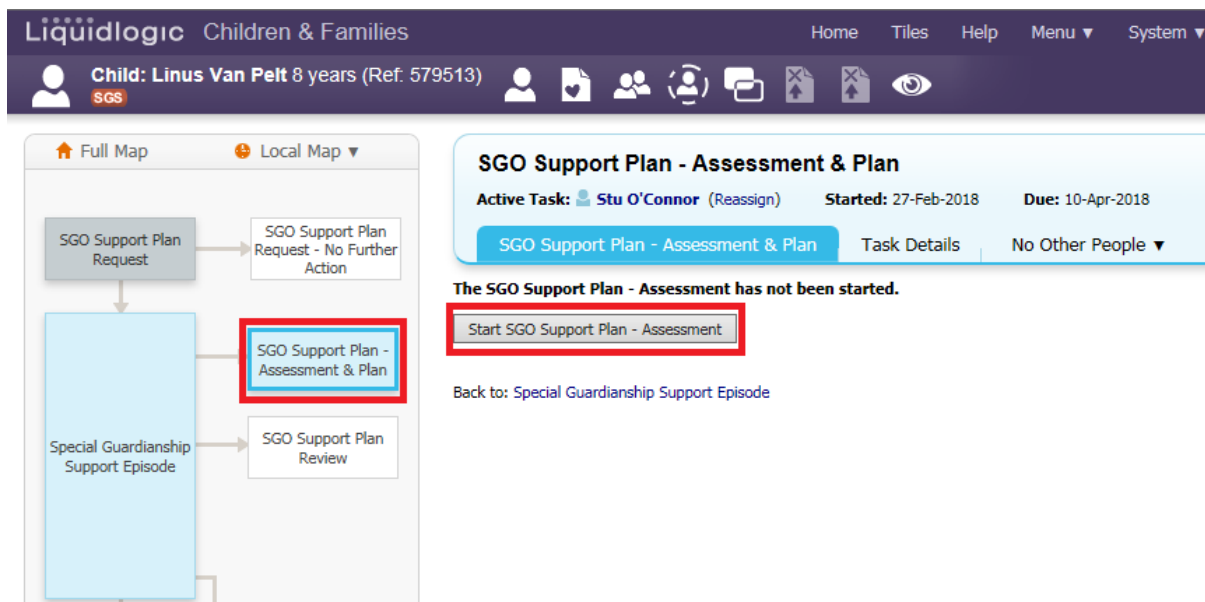 Liquidlogic Children & Families
Home Tiles Help Menu ▼ System ▼
Child: Linus Van Pelt 8 years (Ref: 579513)
SGS
Full Map Local Map ▼
SGO Support Plan
Request
SGO Support Plan
Request - No Further
Action
Special Guardianship
Support Episode
SGO Support Plan -
Assessment & Plan
SGO Support Plan
Review
SGO Support Plan - Assessment & Plan
Active Task: Stu O'Connor (Reassign) Started: 27-Feb-2018 Due: 10-Apr-2018
SGO Support Plan - Assessment & Plan Task Details No Other People ▼
The SGO Support Plan - Assessment has not been started.
Start SGO Support Plan - Assessment
Back to: Special Guardianship Support Episode